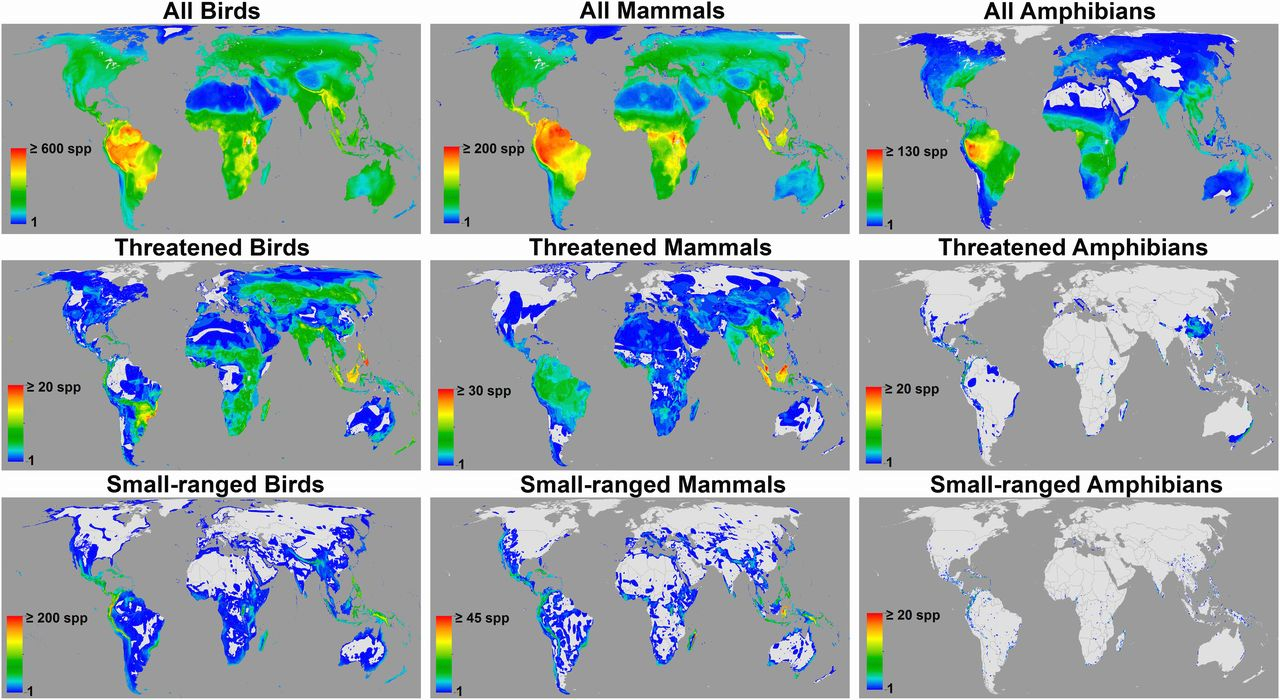 All Birds
All Mammals
All Amphibians
≥ 600 spp
1
≥ 200 spp
1
≥ 130 spp
1
Threatened Birds
Threatened Mammals
Threatened Amphibians
≥ 20 spp
1
≥ 30 spp
1
≥ 20 spp
1
Small-ranged Birds
Small-ranged Mammals
Small-ranged Amphibians
≥ 200 spp
1
≥ 45 spp
1
≥ 20 spp
1